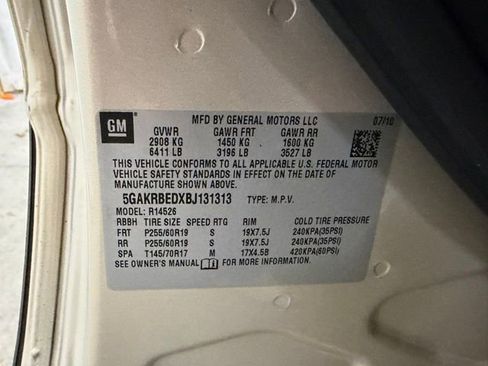 GM
MFD BY GENERAL MOTORS LLC 07/10
GVWR GAWR FRT GAWR RR
2908 KG 1450 KG 1600 KG
6411 LB 3196 LB 3527 LB
THIS VEHICLE CONFORMS TO ALL APPLICABLE U.S. FEDERAL MOTOR
VEHICLE SAFETY STANDARDS IN EFFECT ON THE DATE OF
MANUFACTURE SHOWN ABOVE.
5GAKRBEDXBJ131313 TYPE: M.P.V.
MODEL: R14526
RBBH TIRE SIZE SPEED RTG RIM COLD TIRE PRESSURE
FRT P255/60R19 S 19X7.5J 240KPA(35PSI)
RR P255/60R19 S 19X7.5J 240KPA(35PSI)
SPA T145/70R17 M 17X4.5B 420KPA(60PSI)
SEE OWNER'S MANUAL FOR MORE INFORMATION